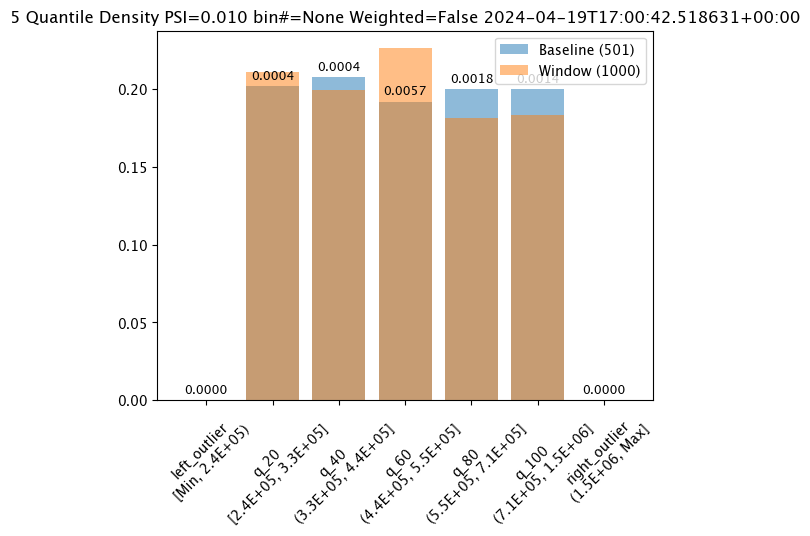 5 Quantile Density PSI=0.010 bin#=None Weighted=False 2024-04-19T17:00:42.518631+00:00
Baseline (501)
Window (1000)
0.20
0.15
0.10
0.05
0.00
0.0000
0.0004
0.0004
0.0057
0.0018
0.0014
0.0000
left_outlier
[Min, 2.4E+05)
q_20
[2.4E+05, 3.3E+05]
q_40
(3.3E+05, 4.4E+05]
q_60
(4.4E+05, 5.5E+05]
q_80
(5.5E+05, 7.1E+05]
q_100
(7.1E+05, 1.5E+06]
right_outlier
(1.5E+06, Max]